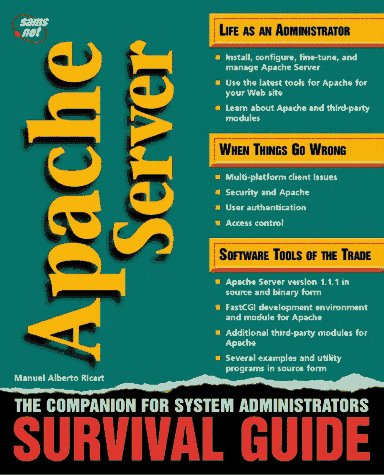 sams
net
Apache
Server
LIFE AS AN ADMINISTRATOR
Install, configure, fine-tune, and
manage Apache Server
Use the latest tools for Apache for
your Web site
Learn about Apache and third-party
modules
WHEN THINGS GO WRONG
Multi-platform client issues
Security and Apache
User authentication
Access control
SOFTWARE TOOLS OF THE TRADE
Apache Server version 1.1.1 in
source and binary form
FastCGI development environment
and module for Apache
Additional third-party modules for
Apache
Several examples and utility
programs in source form
Manuel Alberto Ricart
THE COMPANION FOR SYSTEM ADMINISTRATORS
SURVIVAL GUIDE